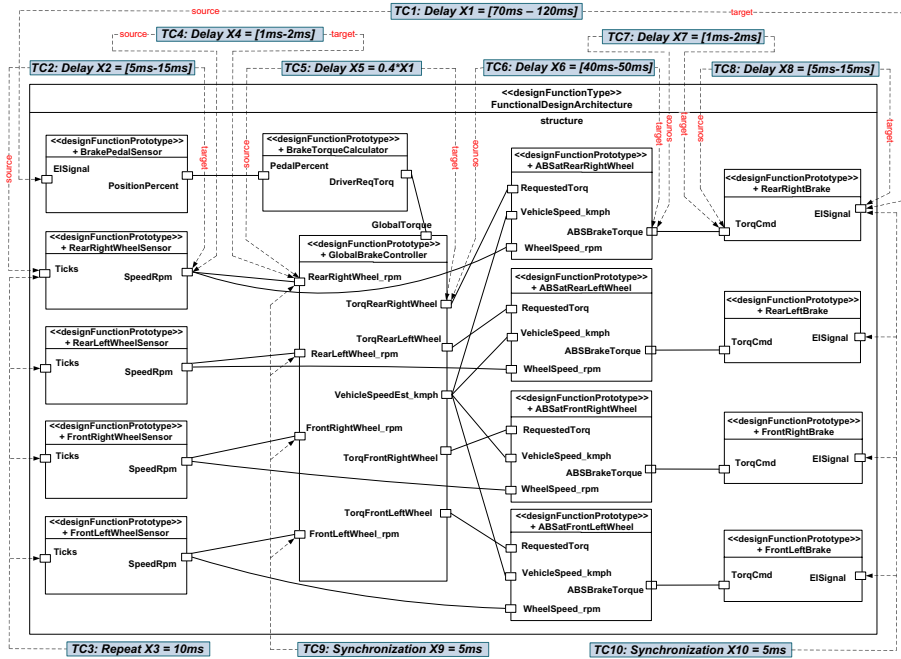 source
TC1: Delay X1 = [70ms – 120ms]
target
source
TC4: Delay X4 = [1ms-2ms]
target
TC7: Delay X7 = [1ms-2ms]
TC2: Delay X2 = [5ms-15ms]
TC5: Delay X5 = 0.4*X1
TC6: Delay X6 = [40ms-50ms]
TC8: Delay X8 = [5ms-15ms]
<<designFunctionType>>
FunctionalDesignArchitecture
structure
source
target
source
target
source
target
source
target
source
target
<<designFunctionPrototype>>
+ BrakePedalSensor
ElSignal
PositionPercent
<<designFunctionPrototype>>
+ BrakeTorqueCalculator
PedalPercent
DriverReqTorq
<<designFunctionPrototype>>
+ ABSatRearRightWheel
RequestedTorq
VehicleSpeed_kmph
ABSBrakeTorque
WheelSpeed_rpm
<<designFunctionPrototype>>
+ RearRightBrake
ElSignal
TorqCmd
<<designFunctionPrototype>>
+ RearRightWheelSensor
Ticks
SpeedRpm
GlobalTorque
<<designFunctionPrototype>>
+ GlobalBrakeController
RearRightWheel_rpm
TorqRearRightWheel
TorqRearLeftWheel
RearLeftWheel_rpm
VehicleSpeedEst_kmph
FrontRightWheel_rpm
TorqFrontRightWheel
TorqFrontLeftWheel
FrontLeftWheel_rpm
<<designFunctionPrototype>>
+ ABSatRearLeftWheel
RequestedTorq
VehicleSpeed_kmph
ABSBrakeTorque
WheelSpeed_rpm
<<designFunctionPrototype>>
+ RearLeftBrake
ElSignal
TorqCmd
<<designFunctionPrototype>>
+ RearLeftWheelSensor
Ticks
SpeedRpm
<<designFunctionPrototype>>
+ ABSatFrontRightWheel
RequestedTorq
VehicleSpeed_kmph
ABSBrakeTorque
WheelSpeed_rpm
<<designFunctionPrototype>>
+ FrontRightBrake
ElSignal
TorqCmd
<<designFunctionPrototype>>
+ FrontRightWheelSensor
Ticks
SpeedRpm
<<designFunctionPrototype>>
+ ABSatFrontLeftWheel
RequestedTorq
VehicleSpeed_kmph
ABSBrakeTorque
WheelSpeed_rpm
<<designFunctionPrototype>>
+ FrontLeftBrake
ElSignal
TorqCmd
<<designFunctionPrototype>>
+ FrontLeftWheelSensor
Ticks
SpeedRpm
TC3: Repeat X3 = 10ms
TC9: Synchronization X9 = 5ms
TC10: Synchronization X10 = 5ms